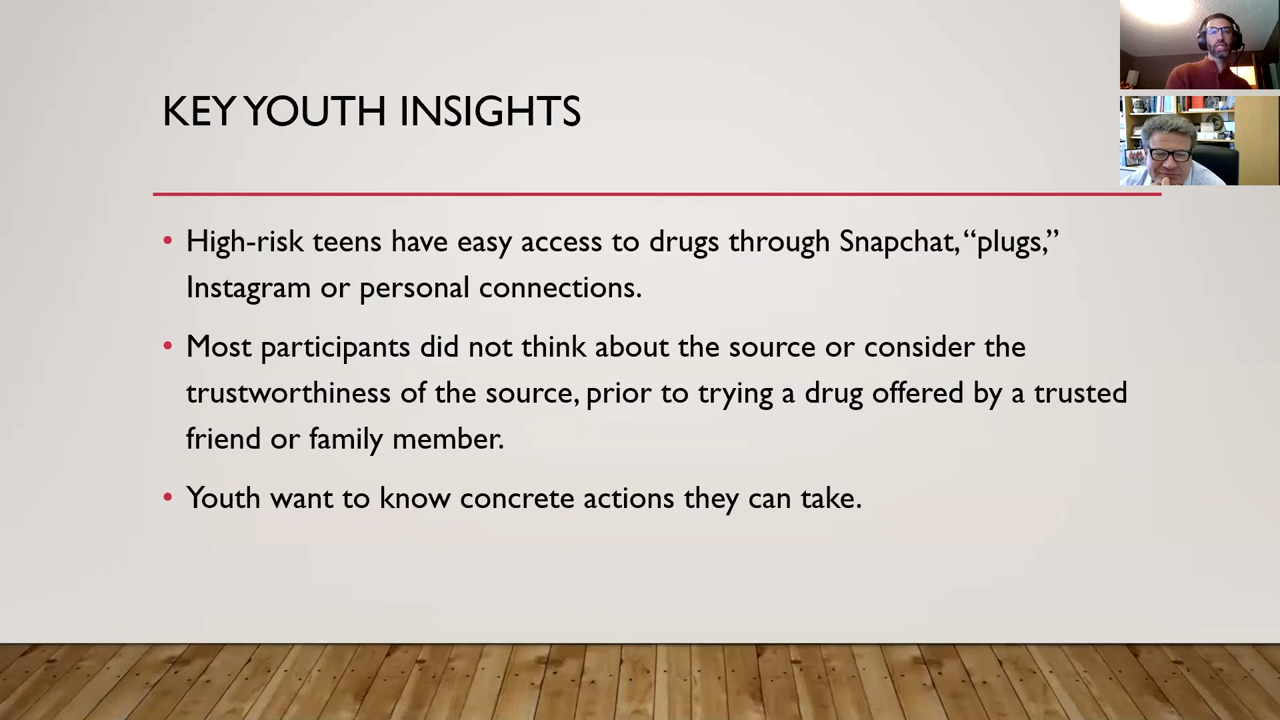 KEY YOUTH INSIGHTS
• High-risk teens have easy access to drugs through Snapchat, “plugs,”
Instagram or personal connections.
• Most participants did not think about the source or consider the
trustworthiness of the source, prior to trying a drug offered by a trusted
friend or family member.
• Youth want to know concrete actions they can take.